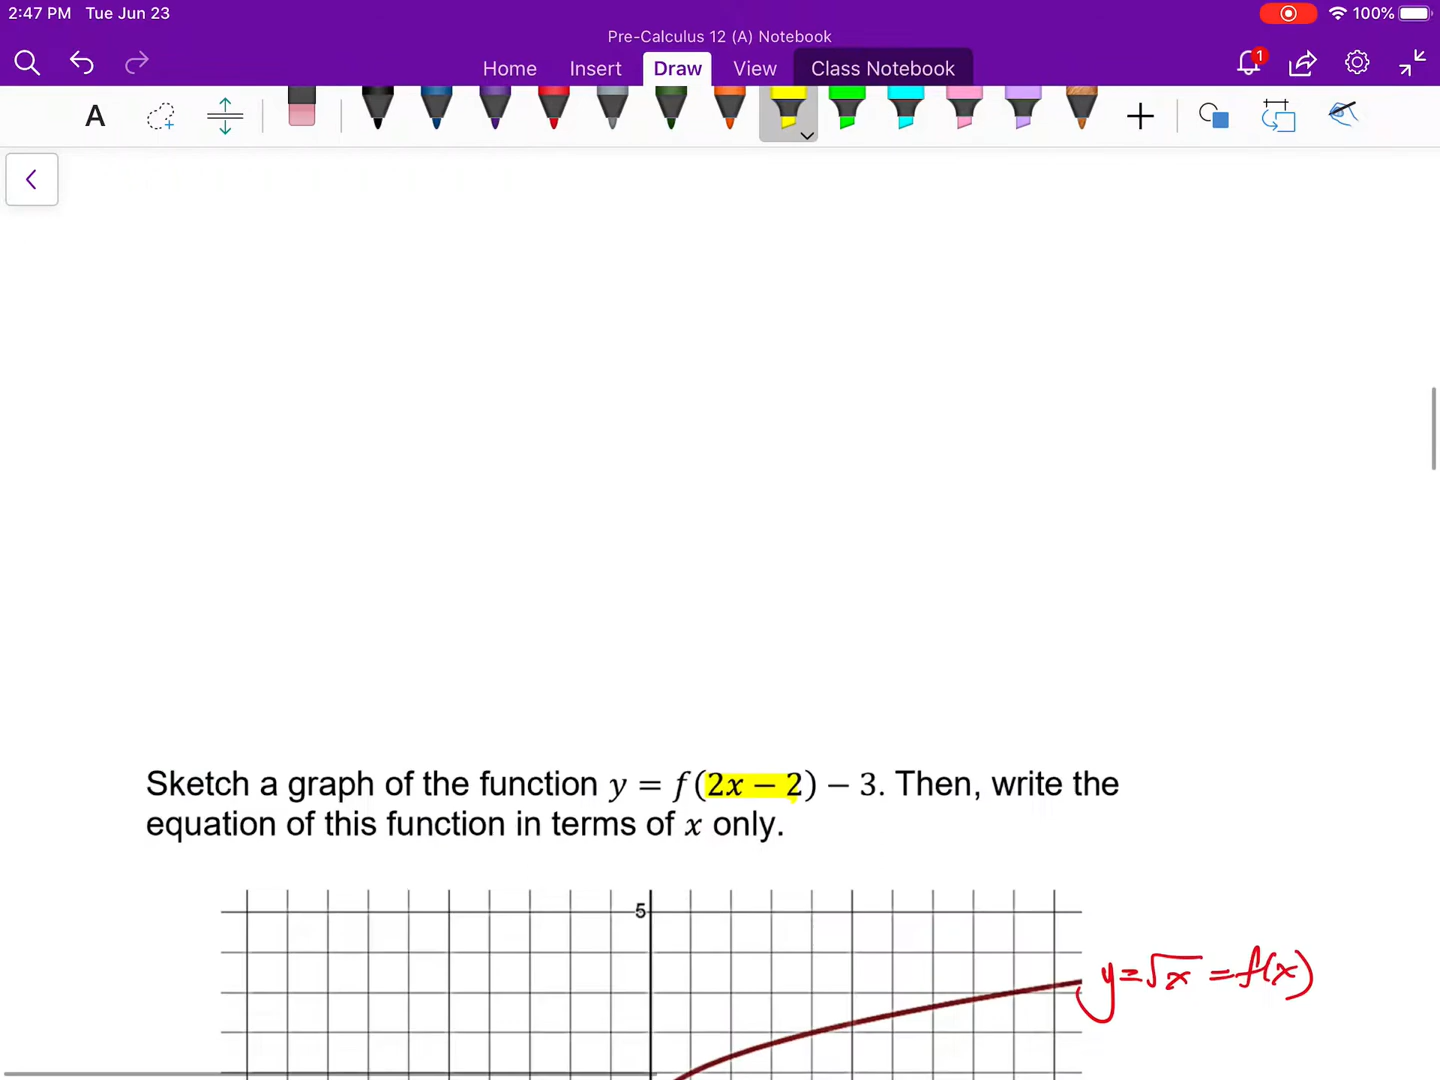 2:47 PM Tue Jun 23 100%
Pre-Calculus 12 (A) Notebook
Home Insert Draw View Class Notebook 1
A
Sketch a graph of the function y = f(2x − 2) − 3. Then, write the
equation of this function in terms of x only.
5
y=√x = f(x)